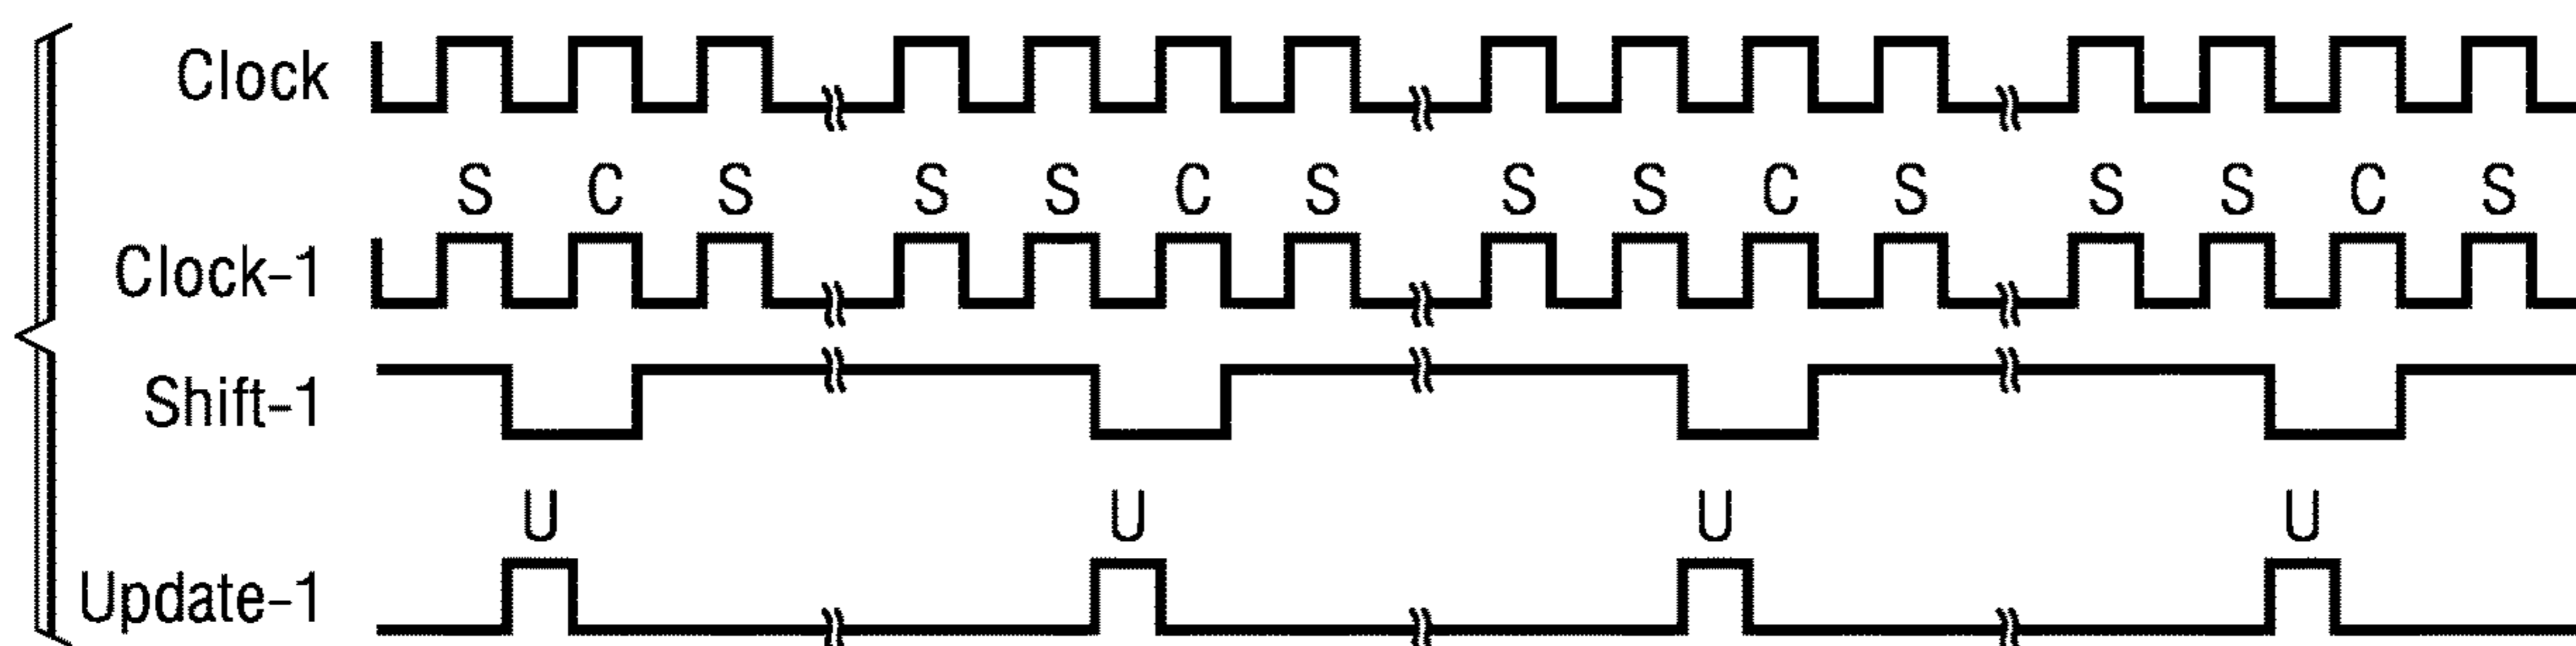 Clock
S C S S S C S S S C S S S C S
Clock-1
Shift-1
U U U U
Update-1